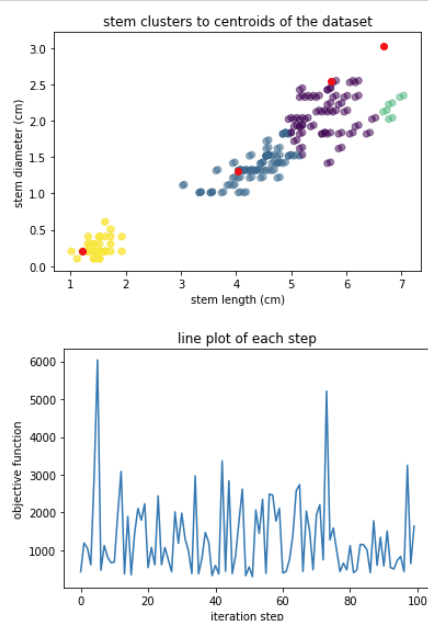 stem clusters to centroids of the dataset
3.0
2.5
2.0
1.5
1.0
0.5
0.0
stem diameter (cm)
1 2 3 4 5 6 7
stem length (cm)
line plot of each step
6000
5000
4000
3000
2000
1000
objective function
0 20 40 60 80 100
iteration step